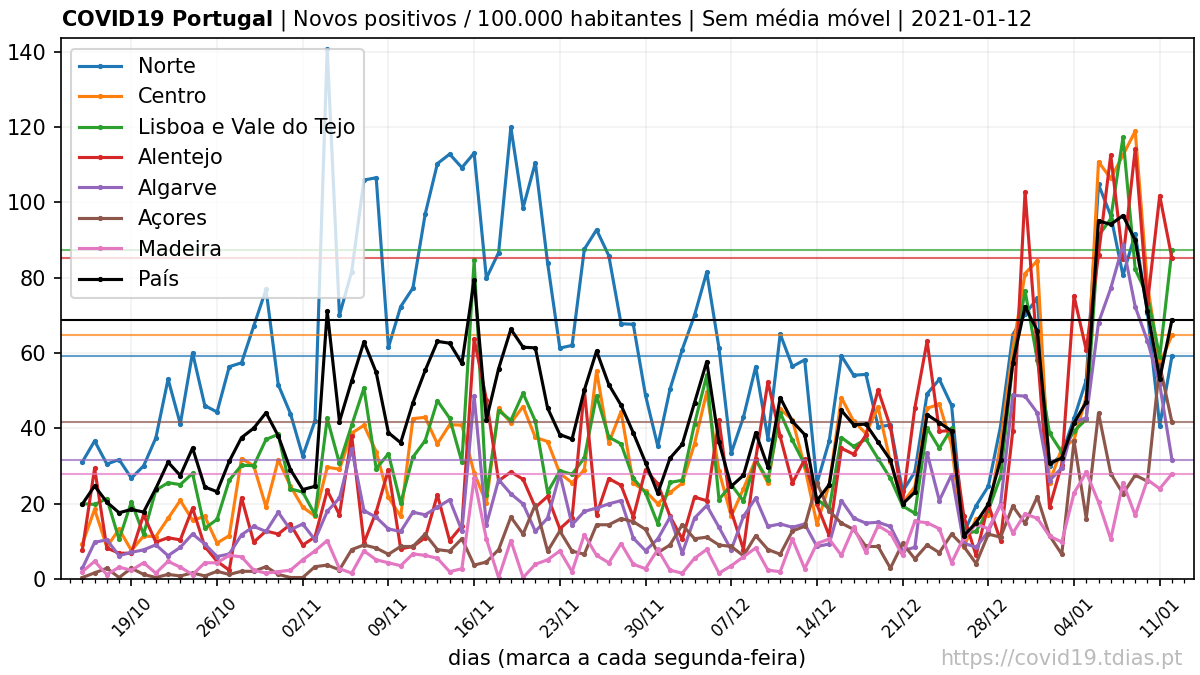 COVID19 Portugal | Novos positivos / 100.000 habitantes | Sem média móvel | 2021-01-12
140
120
100
80
60
40
20
0
Norte
Centro
Lisboa e Vale do Tejo
Alentejo
Algarve
Açores
Madeira
País
19/10
26/10
02/11
09/11
16/11
23/11
30/11
07/12
14/12
21/12
28/12
04/01
11/01
dias (marca a cada segunda-feira)
https://covid19.tdias.pt